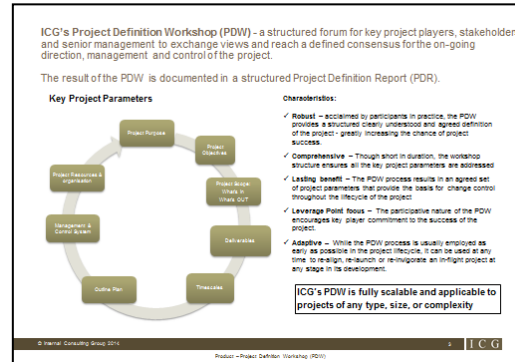 ICG's Project Definition Workshop (PDW) - a structured forum for key project players, stakeholder
and senior management to exchange views and reach a defined consensus for the on-going
direction, management and control of the project.
The result of the PDW is documented in a structured Project Definition Report (PDR).
Key Project Parameters
Project Purpose
Project
Objectives
Project Scope:
What's In
What's OUT
Deliverables
Timescales
Outline Plan
Management &
Control System
Project Resources &
organisation
Characteristics:
✓ Robust – acclaimed by participants in practice, the PDW
provides a structured clearly understood and agreed definition
of the project - greatly increasing the chance of project
success.
✓ Comprehensive – Though short in duration, the workshop
structure ensures all the key project parameters are addressed
✓ Lasting benefit – The PDW process results in an agreed set
of project parameters that provide the basis for change control
throughout the lifecycle of the project
✓ Leverage Point focus – The participative nature of the PDW
encourages key player commitment to the success of the
project.
✓ Adaptive – While the PDW process is usually employed as
early as possible in the project lifecycle, it can be used at any
time to re-align, re-launch or re-invigorate an in-flight project at
any stage in its development.
ICG's PDW is fully scalable and applicable to
projects of any type, size, or complexity
© Internal Consulting Group 2014
3
ICG
Product – Project Definition Workshop (PDW)